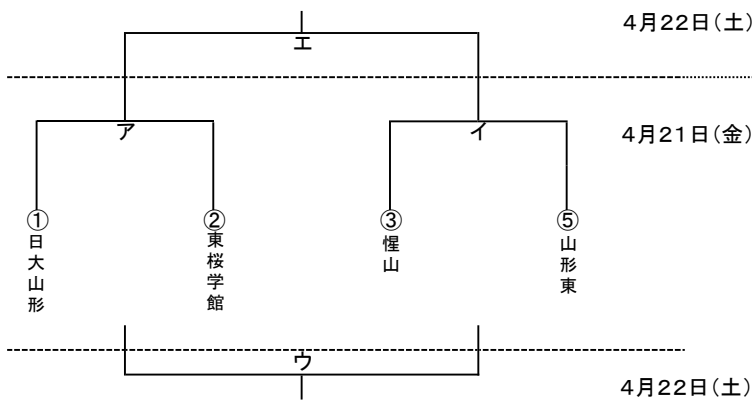 4月22日(土)
エ
ア
イ
4月21日(金)
①
日大山形
②
東桜学館
③
惺山
⑤
山形東
ウ
4月22日(土)